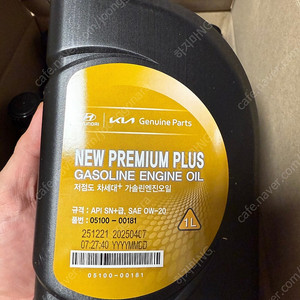 HYUNDAI KIA Genuine Parts
NEW PREMIUM PLUS
GASOLINE ENGINE OIL
저점도 차세대+ 가솔린엔진오일
규격 : API SN+급, SAE 0W-20
품번 : 05100 - 00181
1L
251221 20250407
07:27:40 YYYYMMDD
05100-00181